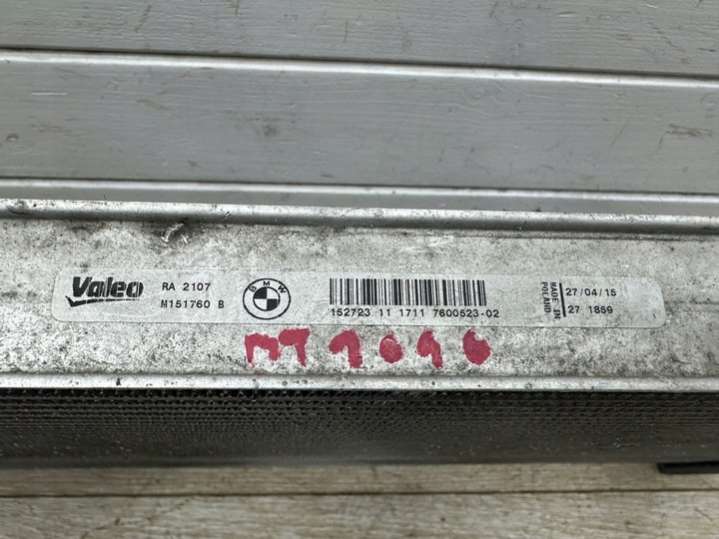 Valeo
RA 2107
M151760 B
BMW
152723 11 1711 7600523-02
MADE IN
POLAND
27/04/15
27 1859